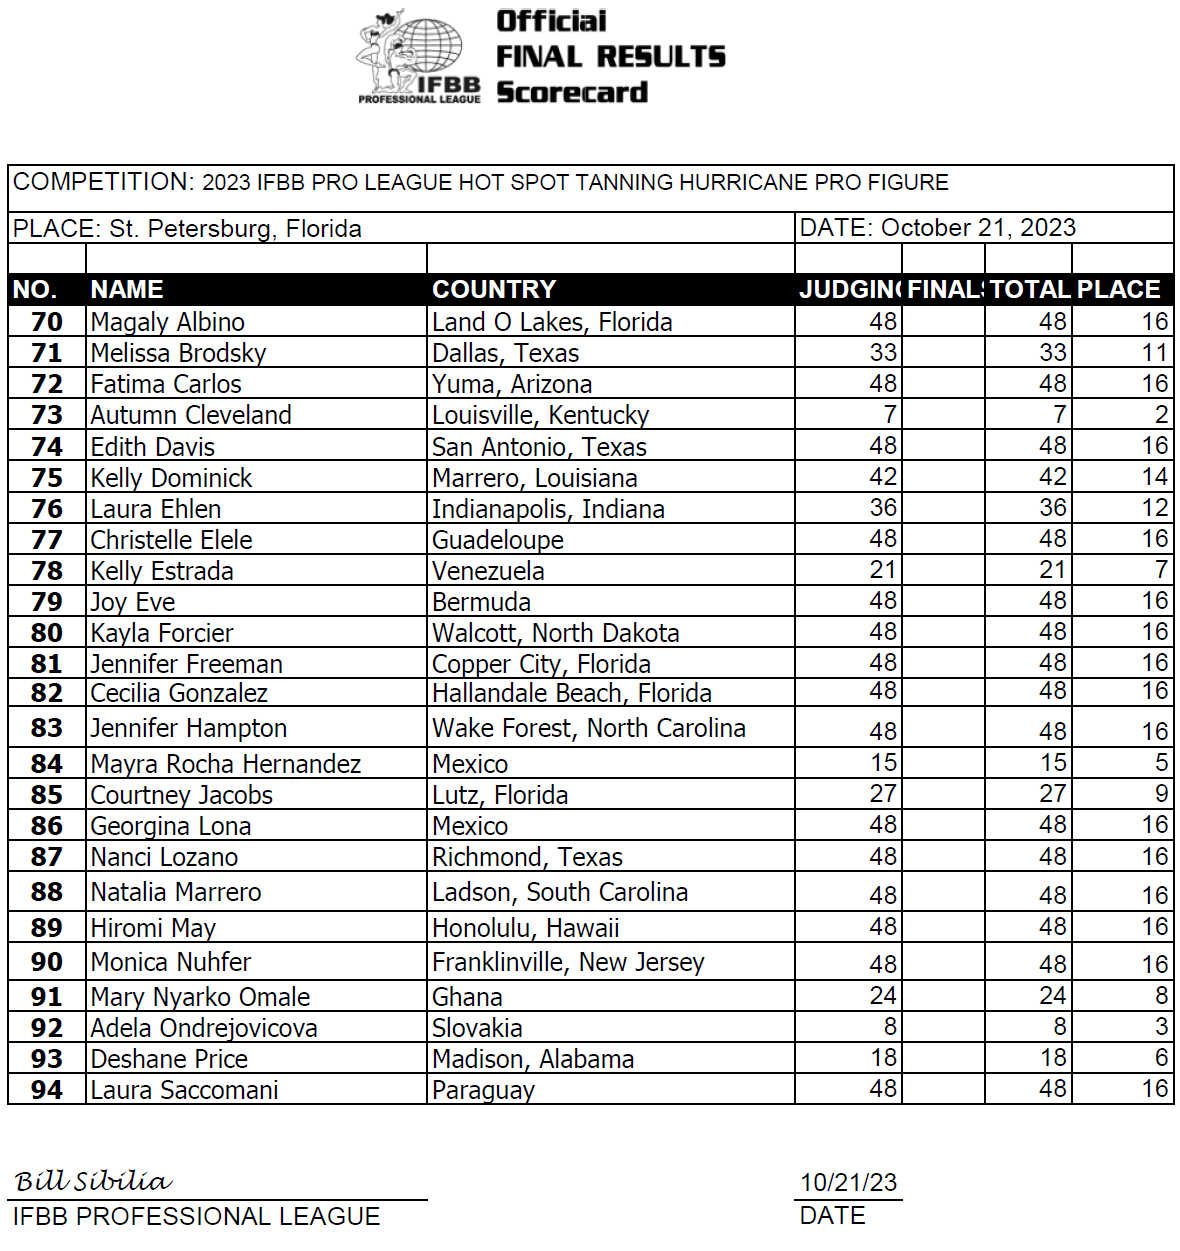 Official
FINAL RESULTS
Scorecard
IFBB
PROFESSIONAL LEAGUE
COMPETITION: 2023 IFBB PRO LEAGUE HOT SPOT TANNING HURRICANE PRO FIGURE
PLACE: St. Petersburg, Florida DATE: October 21, 2023
NO. NAME COUNTRY JUDGING FINALS TOTAL PLACE
70 Magaly Albino Land O Lakes, Florida 48 48 16
71 Melissa Brodsky Dallas, Texas 33 33 11
72 Fatima Carlos Yuma, Arizona 48 48 16
73 Autumn Cleveland Louisville, Kentucky 7 7 2
74 Edith Davis San Antonio, Texas 48 48 16
75 Kelly Dominick Marrero, Louisiana 42 42 14
76 Laura Ehlen Indianapolis, Indiana 36 36 12
77 Christelle Elele Guadeloupe 48 48 16
78 Kelly Estrada Venezuela 21 21 7
79 Joy Eve Bermuda 48 48 16
80 Kayla Forcier Walcott, North Dakota 48 48 16
81 Jennifer Freeman Copper City, Florida 48 48 16
82 Cecilia Gonzalez Hallandale Beach, Florida 48 48 16
83 Jennifer Hampton Wake Forest, North Carolina 48 48 16
84 Mayra Rocha Hernandez Mexico 15 15 5
85 Courtney Jacobs Lutz, Florida 27 27 9
86 Georgina Lona Mexico 48 48 16
87 Nanci Lozano Richmond, Texas 48 48 16
88 Natalia Marrero Ladson, South Carolina 48 48 16
89 Hiromi May Honolulu, Hawaii 48 48 16
90 Monica Nuhfer Franklinville, New Jersey 48 48 16
91 Mary Nyarko Omale Ghana 24 24 8
92 Adela Ondrejovicova Slovakia 8 8 3
93 Deshane Price Madison, Alabama 18 18 6
94 Laura Saccomani Paraguay 48 48 16
Bill Sibilia 10/21/23
IFBB PROFESSIONAL LEAGUE DATE